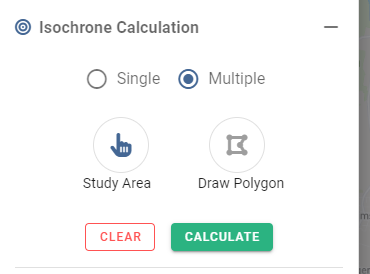 Isochrone Calculation
Single Multiple
Study Area Draw Polygon
CLEAR CALCULATE